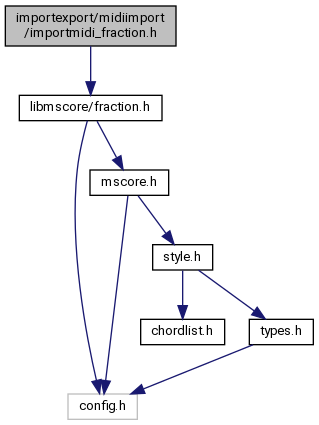 importexport/midiimport
/importmidi_fraction.h
libmscore/fraction.h
mscore.h
style.h
chordlist.h
types.h
config.h